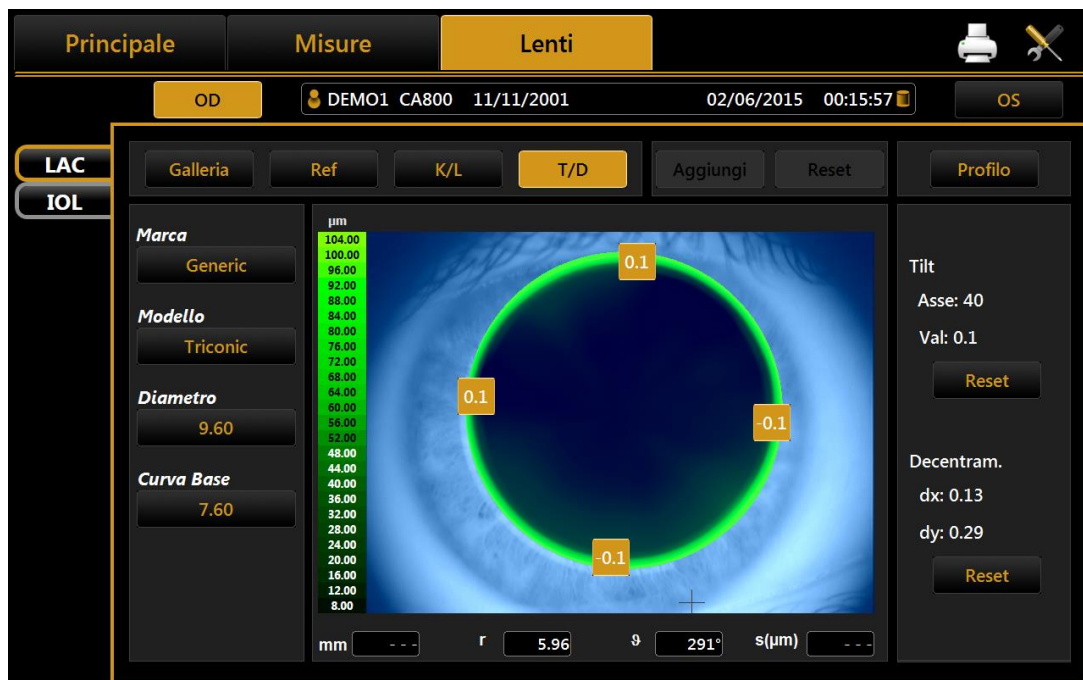 Principale Misure Lenti
OD DEMO1 CA800 11/11/2001 02/06/2015 00:15:57 OS
LAC
IOL
Galleria Ref K/L T/D Aggiungi Reset Profilo
Marca
Generic
Modello
Triconic
Diametro
9.60
Curva Base
7.60
µm
104.00
100.00
96.00
92.00
88.00
84.00
80.00
76.00
72.00
68.00
64.00
60.00
56.00
52.00
48.00
44.00
40.00
36.00
32.00
28.00
24.00
20.00
16.00
12.00
8.00
0.1
0.1
-0.1
-0.1
mm - - - r 5.96 ϑ 291° s(µm) - - -
Tilt
Asse: 40
Val: 0.1
Reset
Decentram.
dx: 0.13
dy: 0.29
Reset